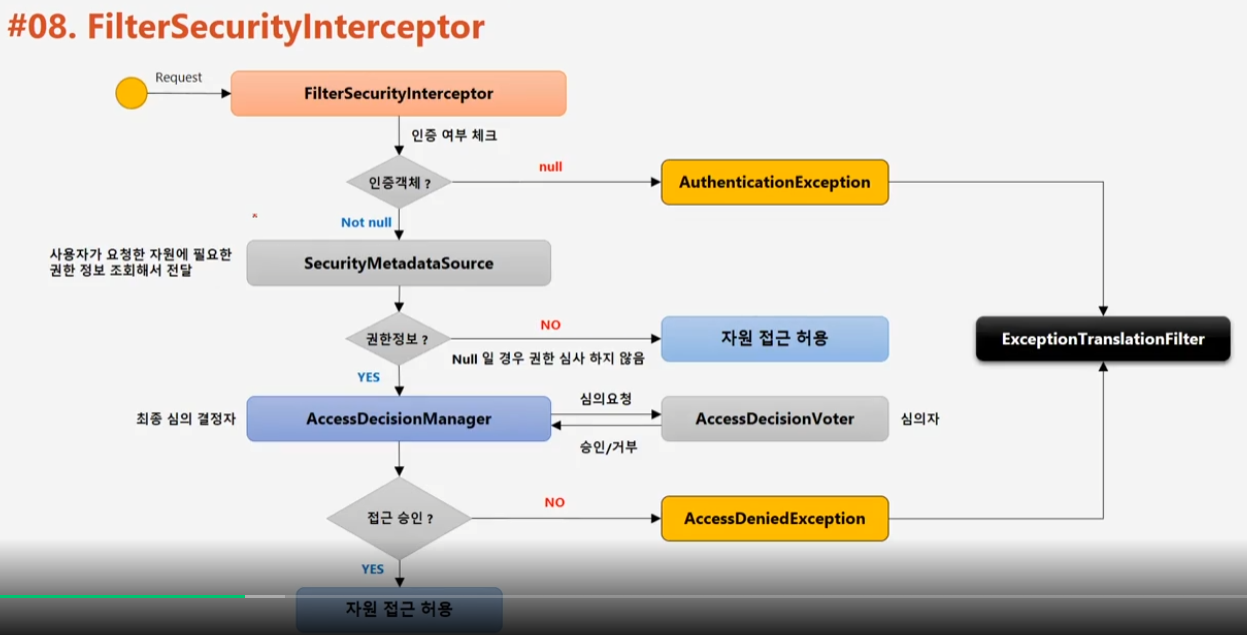 #08. FilterSecurityInterceptor
Request
FilterSecurityInterceptor
인증 여부 체크
인증객체 ?
null
AuthenticationException
Not null
사용자가 요청한 자원에 필요한
권한 정보 조회해서 전달
SecurityMetadataSource
권한정보 ?
NO
Null 일 경우 권한 심사 하지 않음
자원 접근 허용
ExceptionTranslationFilter
YES
최종 심의 결정자
AccessDecisionManager
심의요청
승인/거부
AccessDecisionVoter
심의자
접근 승인 ?
NO
AccessDeniedException
YES
자원 접근 허용